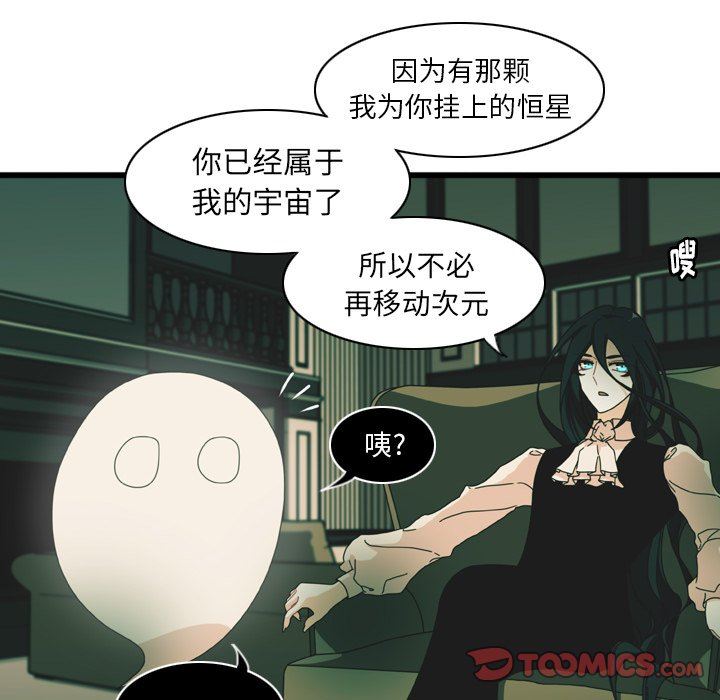 因为有那颗
我为你挂上的恒星
你已经属于
我的宇宙了
所以不必
再移动次元
嗖
咦?
TOOMICS.COM